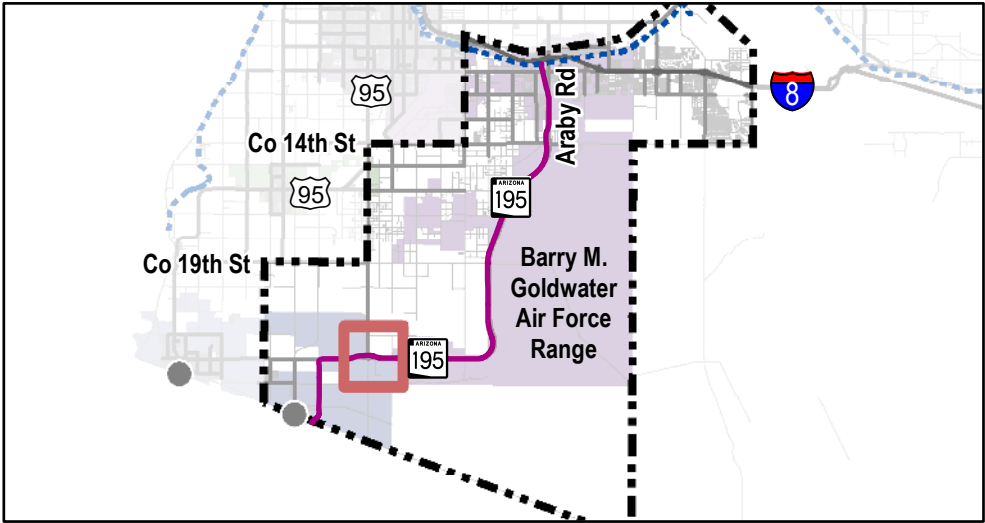 95
8
Araby Rd
Co 14th St
95
ARIZONA
195
Co 19th St
Barry M.
Goldwater
Air Force
Range
ARIZONA
195